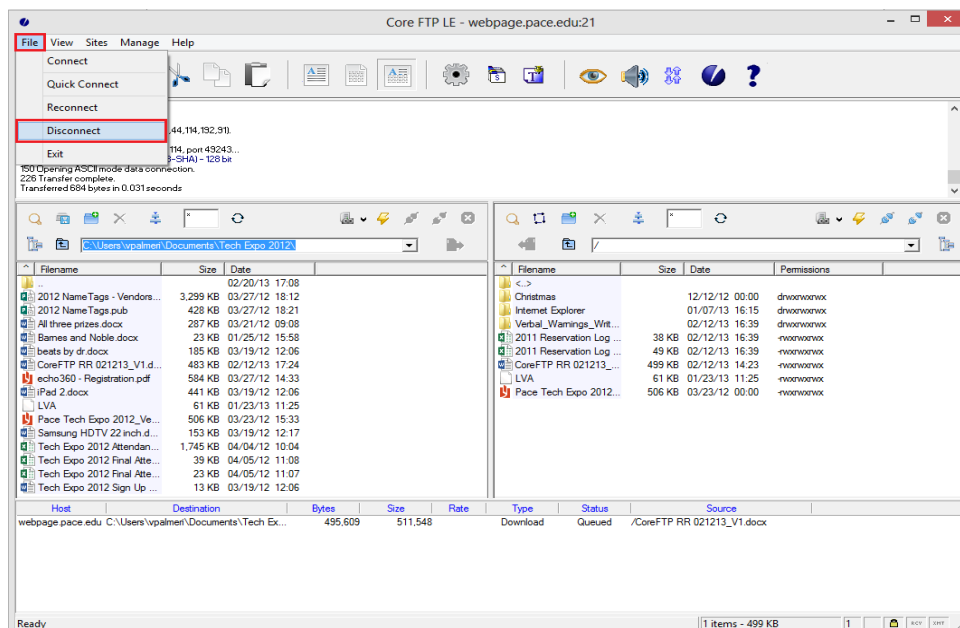 Core FTP LE - webpage.pace.edu:21
File View Sites Manage Help
Connect
Quick Connect
Reconnect
Disconnect
Exit
,44,114,192,91).
114, port 49243...
-SHA) - 128 bit
150 Opening ASCII mode data connection.
226 Transfer complete.
Transferred 684 bytes in 0.031 seconds
C:\Users\vpalmeri\Documents\Tech Expo 2012\
/
^ Filename Size Date
.. 02/20/13 17:08
2012 NameTags - Vendors... 3,299 KB 03/27/12 18:12
2012 NameTags.pub 428 KB 03/27/12 18:21
All three prizes.docx 287 KB 03/21/12 09:08
Barnes and Noble.docx 23 KB 01/25/12 15:58
beats by dr.docx 185 KB 03/19/12 12:06
CoreFTP RR 021213_V1.d... 483 KB 02/12/13 17:24
echo360 - Registration.pdf 584 KB 03/27/12 14:33
iPad 2.docx 441 KB 03/19/12 12:06
LVA 61 KB 01/23/13 11:25
Pace Tech Expo 2012_Ve... 506 KB 03/23/12 15:33
Samsung HDTV 22 inch.d... 153 KB 03/19/12 12:17
Tech Expo 2012 Attendan... 1,745 KB 04/04/12 10:04
Tech Expo 2012 Final Atte... 39 KB 04/05/12 11:08
Tech Expo 2012 Final Atte... 23 KB 04/05/12 11:07
Tech Expo 2012 Sign Up ... 13 KB 03/19/12 12:06
^ Filename Size Date Permissions
<..>
Christmas 12/12/12 00:00 drwxrwxrwx
Internet Explorer 01/07/13 16:15 drwxrwxrwx
Verbal_Warnings_Writ... 02/12/13 16:39 drwxrwxrwx
2011 Reservation Log ... 38 KB 02/12/13 16:39 -rwxrwxrwx
2011 Reservation Log ... 49 KB 02/12/13 16:39 -rwxrwxrwx
CoreFTP RR 021213_... 499 KB 02/12/13 14:23 -rwxrwxrwx
LVA 61 KB 01/23/13 11:25 -rwxrwxrwx
Pace Tech Expo 2012... 506 KB 03/23/12 00:00 -rwxrwxrwx
Host Destination Bytes Size Rate Type Status Source
webpage.pace.edu C:\Users\vpalmeri\Documents\Tech Ex... 495,609 511,548 Download Queued /CoreFTP RR 021213_V1.docx
Ready 1 items - 499 KB 1 RCV XMT